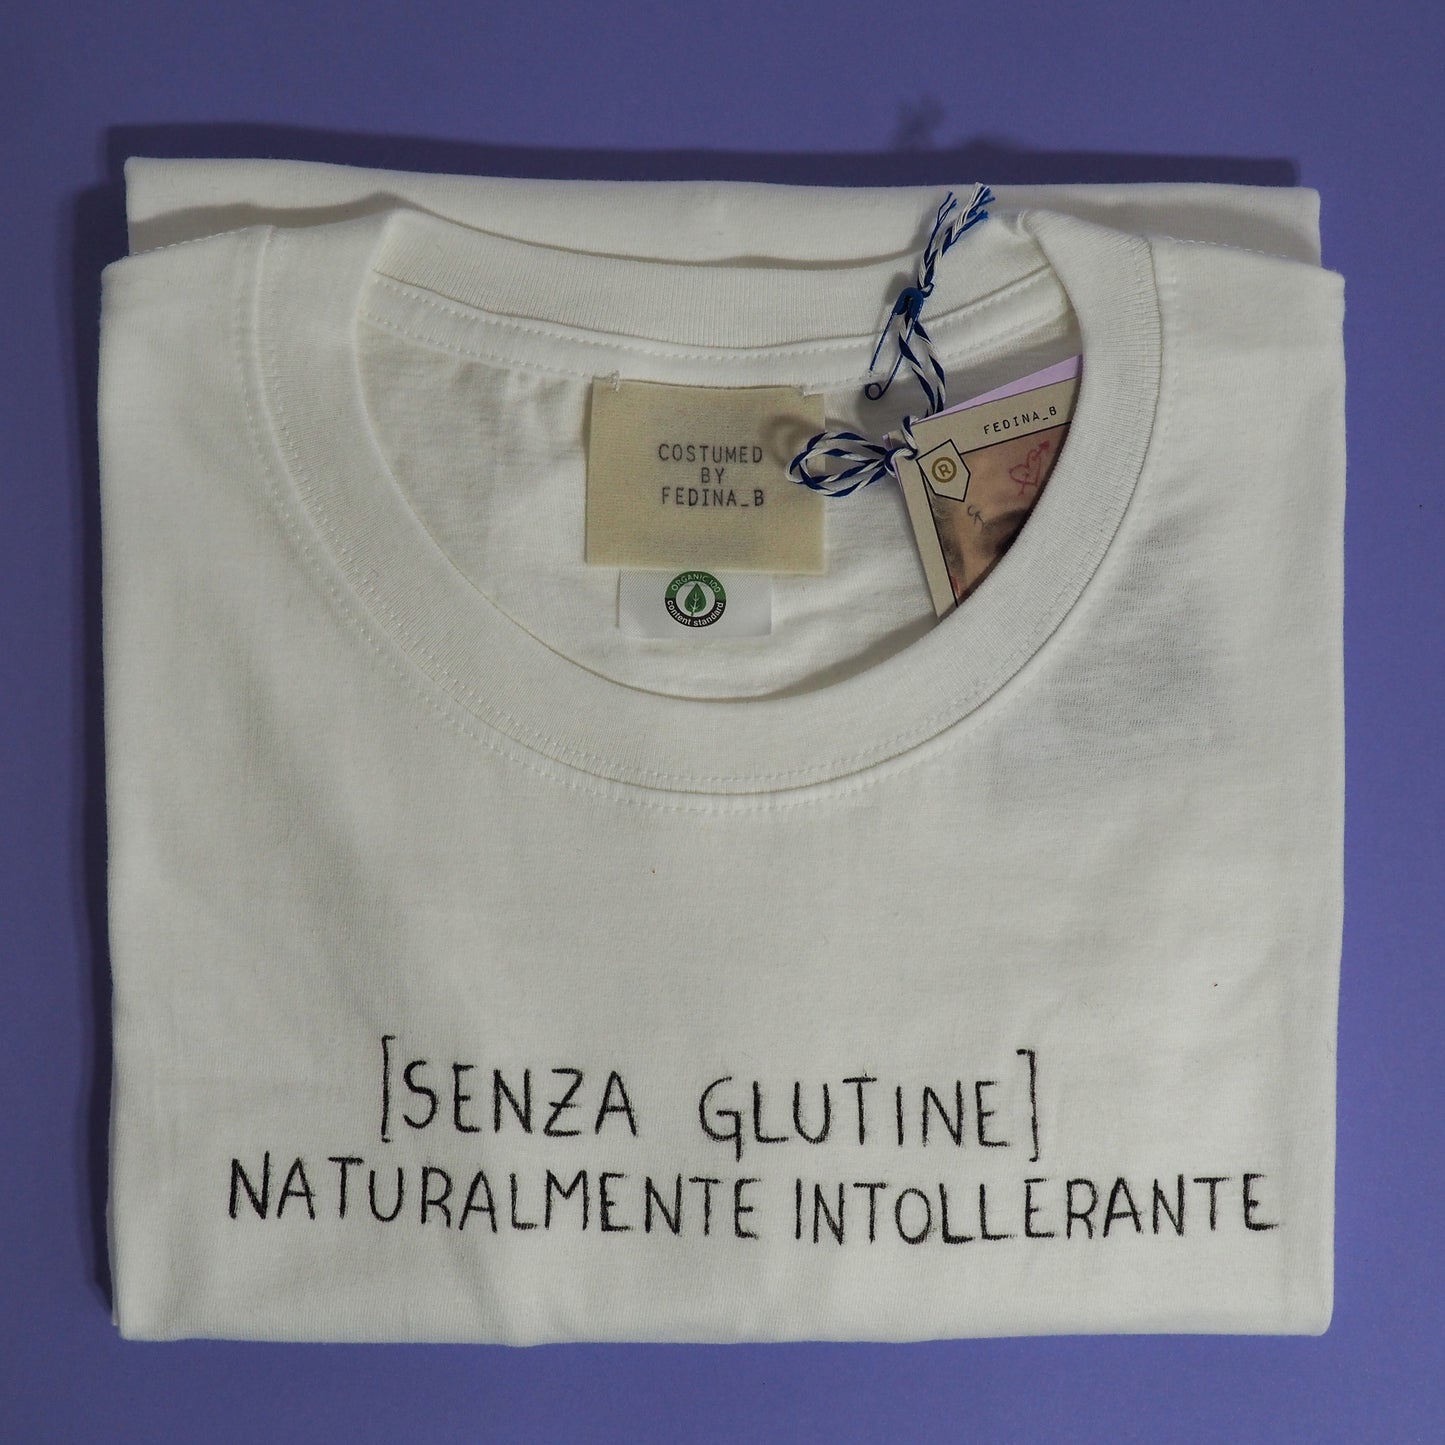 FEDINA_B
®
COSTUMED
BY
FEDINA_B
ORGANIC 100
content standard
[SENZA GLUTINE]
NATURALMENTE INTOLLERANTE